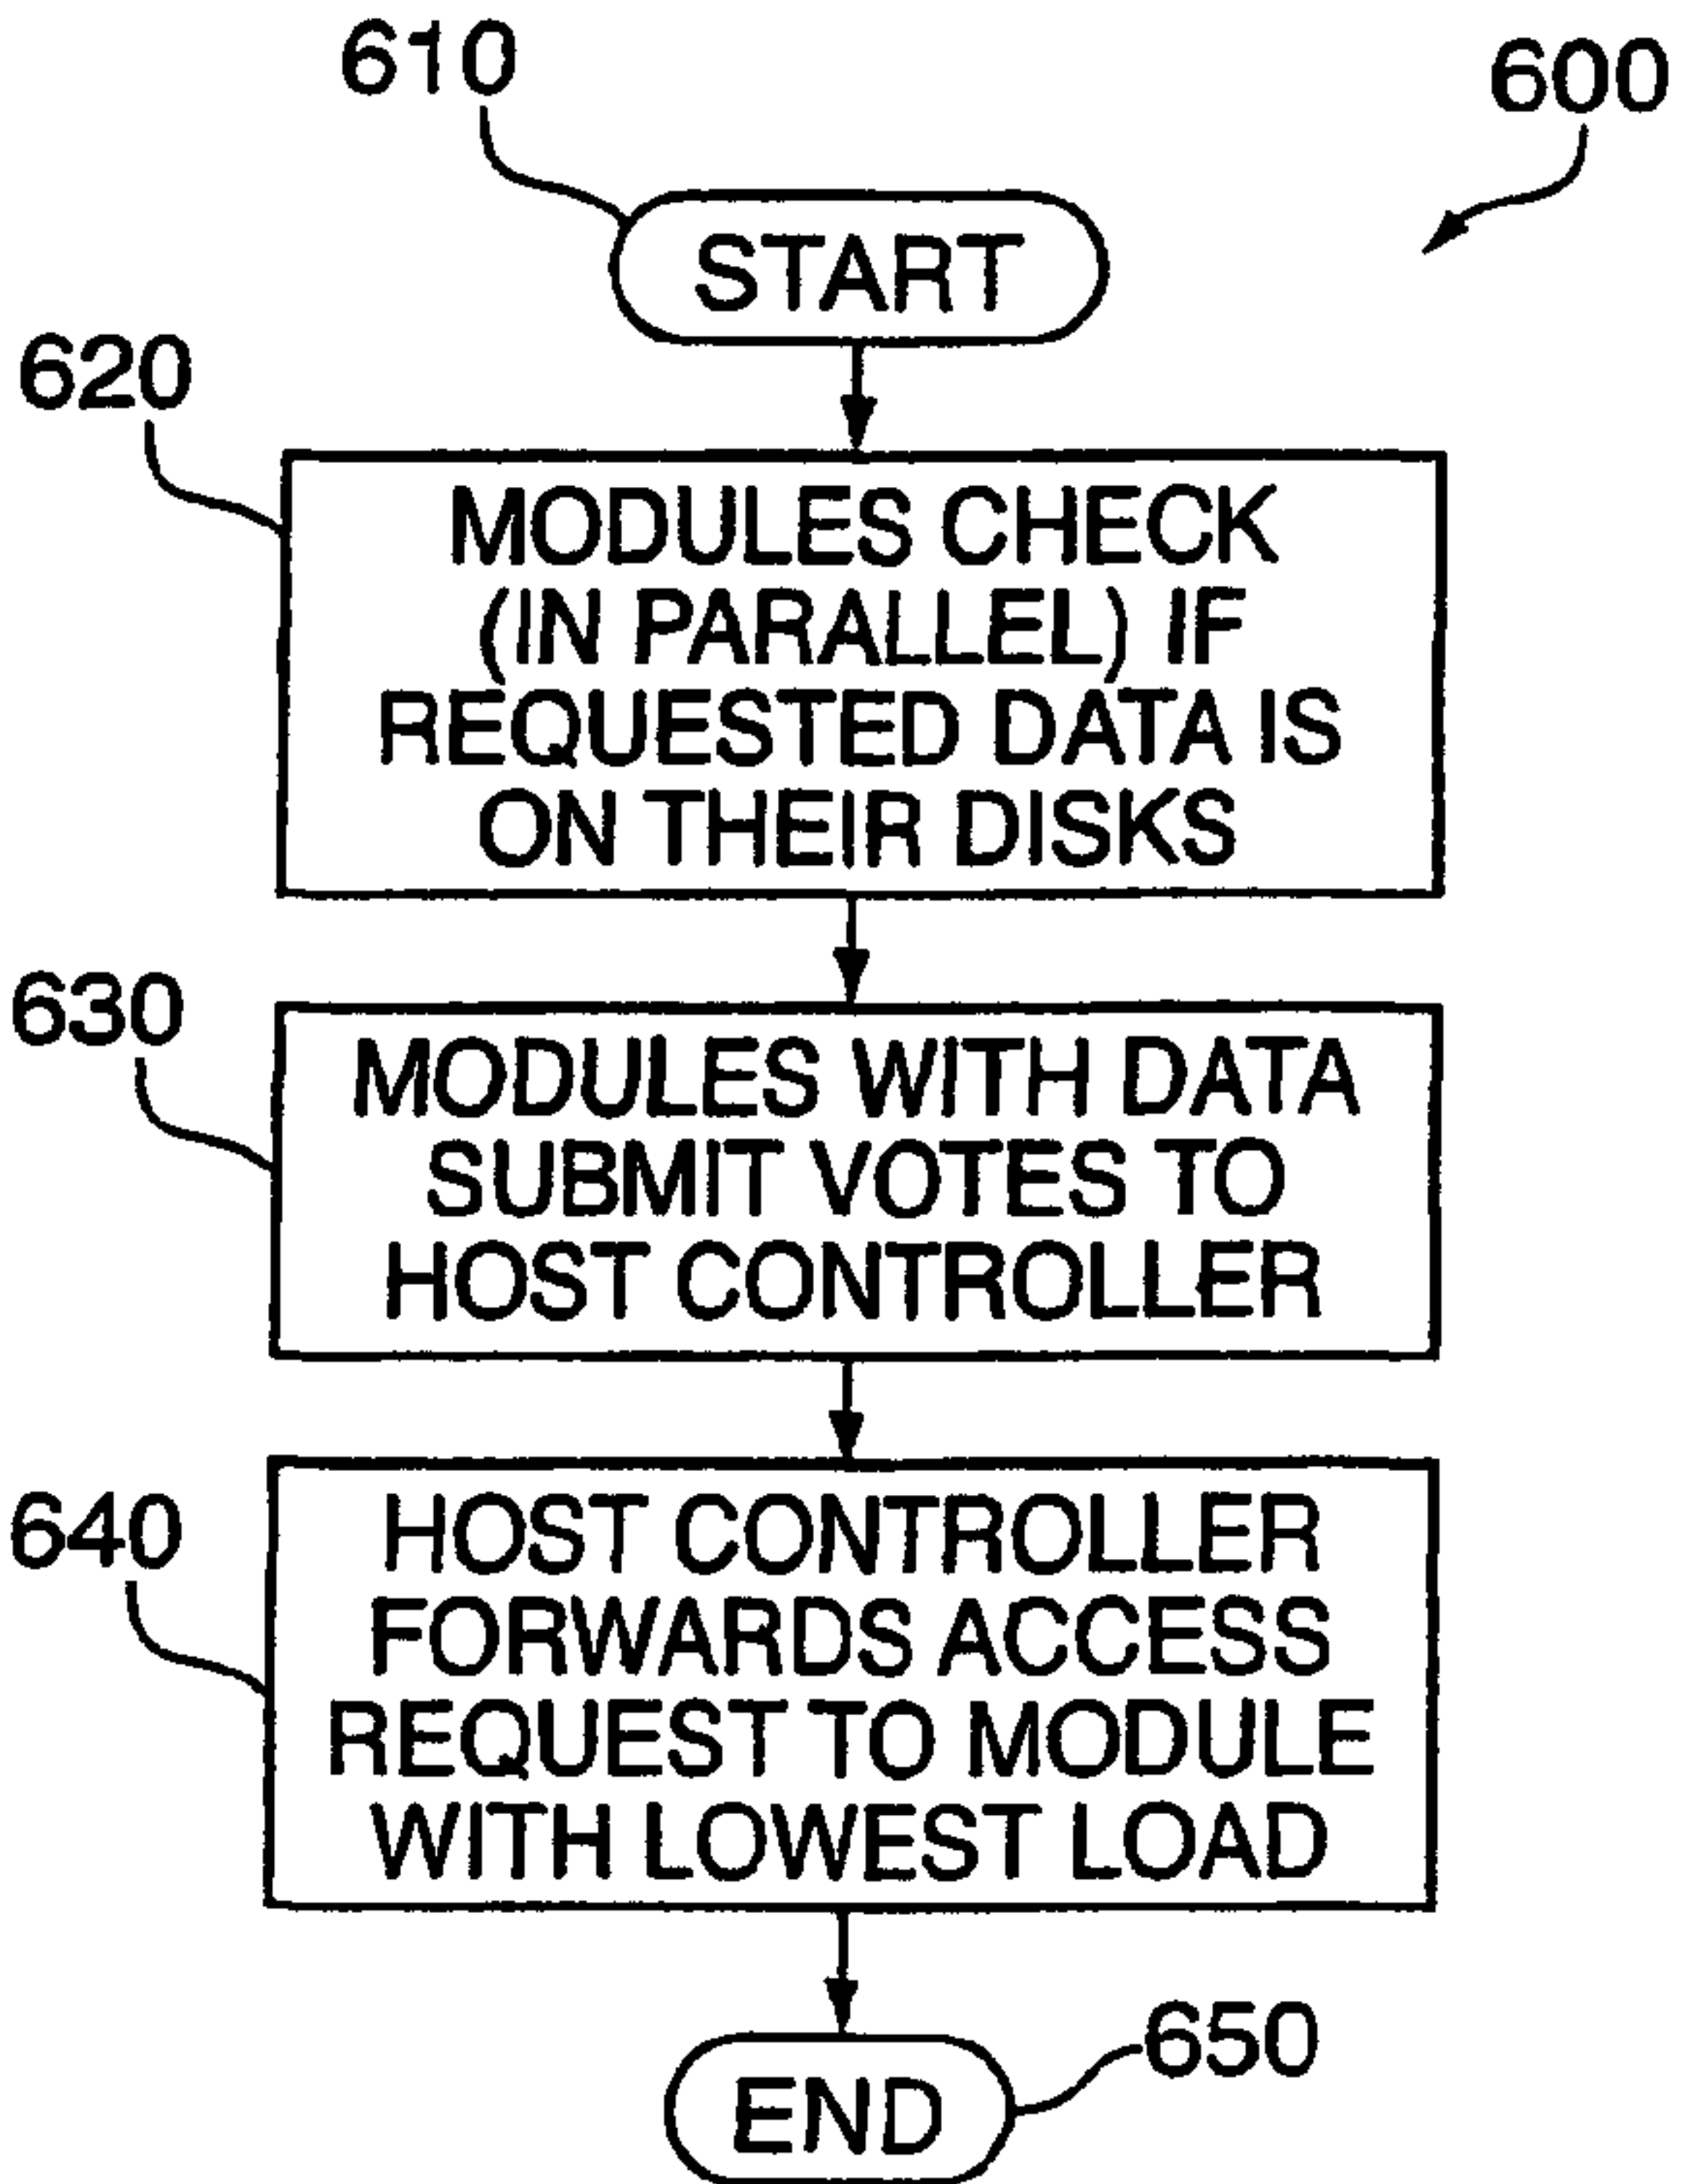 610
600
START
620
MODULES CHECK
(IN PARALLEL) IF
REQUESTED DATA IS
ON THEIR DISKS
630
MODULES WITH DATA
SUBMIT VOTES TO
HOST CONTROLLER
640
HOST CONTROLLER
FORWARDS ACCESS
REQUEST TO MODULE
WITH LOWEST LOAD
650
END